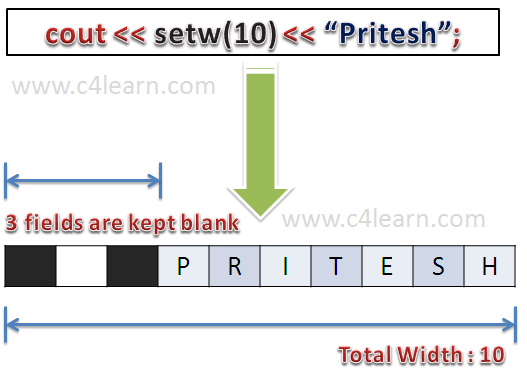 cout << setw(10) << “Pritesh”;
www.c4learn.com
3 fields are kept blank
www.c4learn.com
P R I T E S H
Total Width : 10